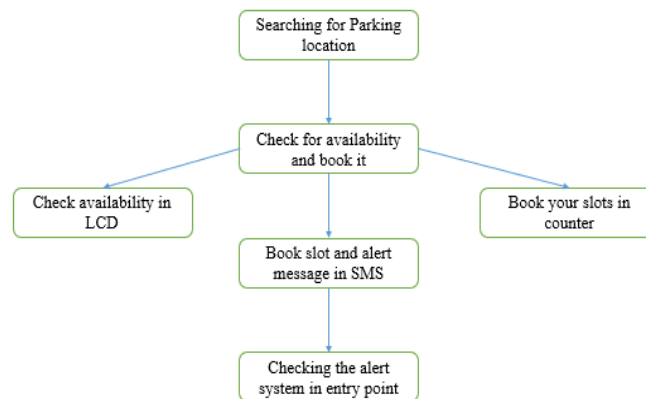 Searching for Parking
location
Check for availability
and book it
Check availability in
LCD
Book your slots in
counter
Book slot and alert
message in SMS
Checking the alert
system in entry point